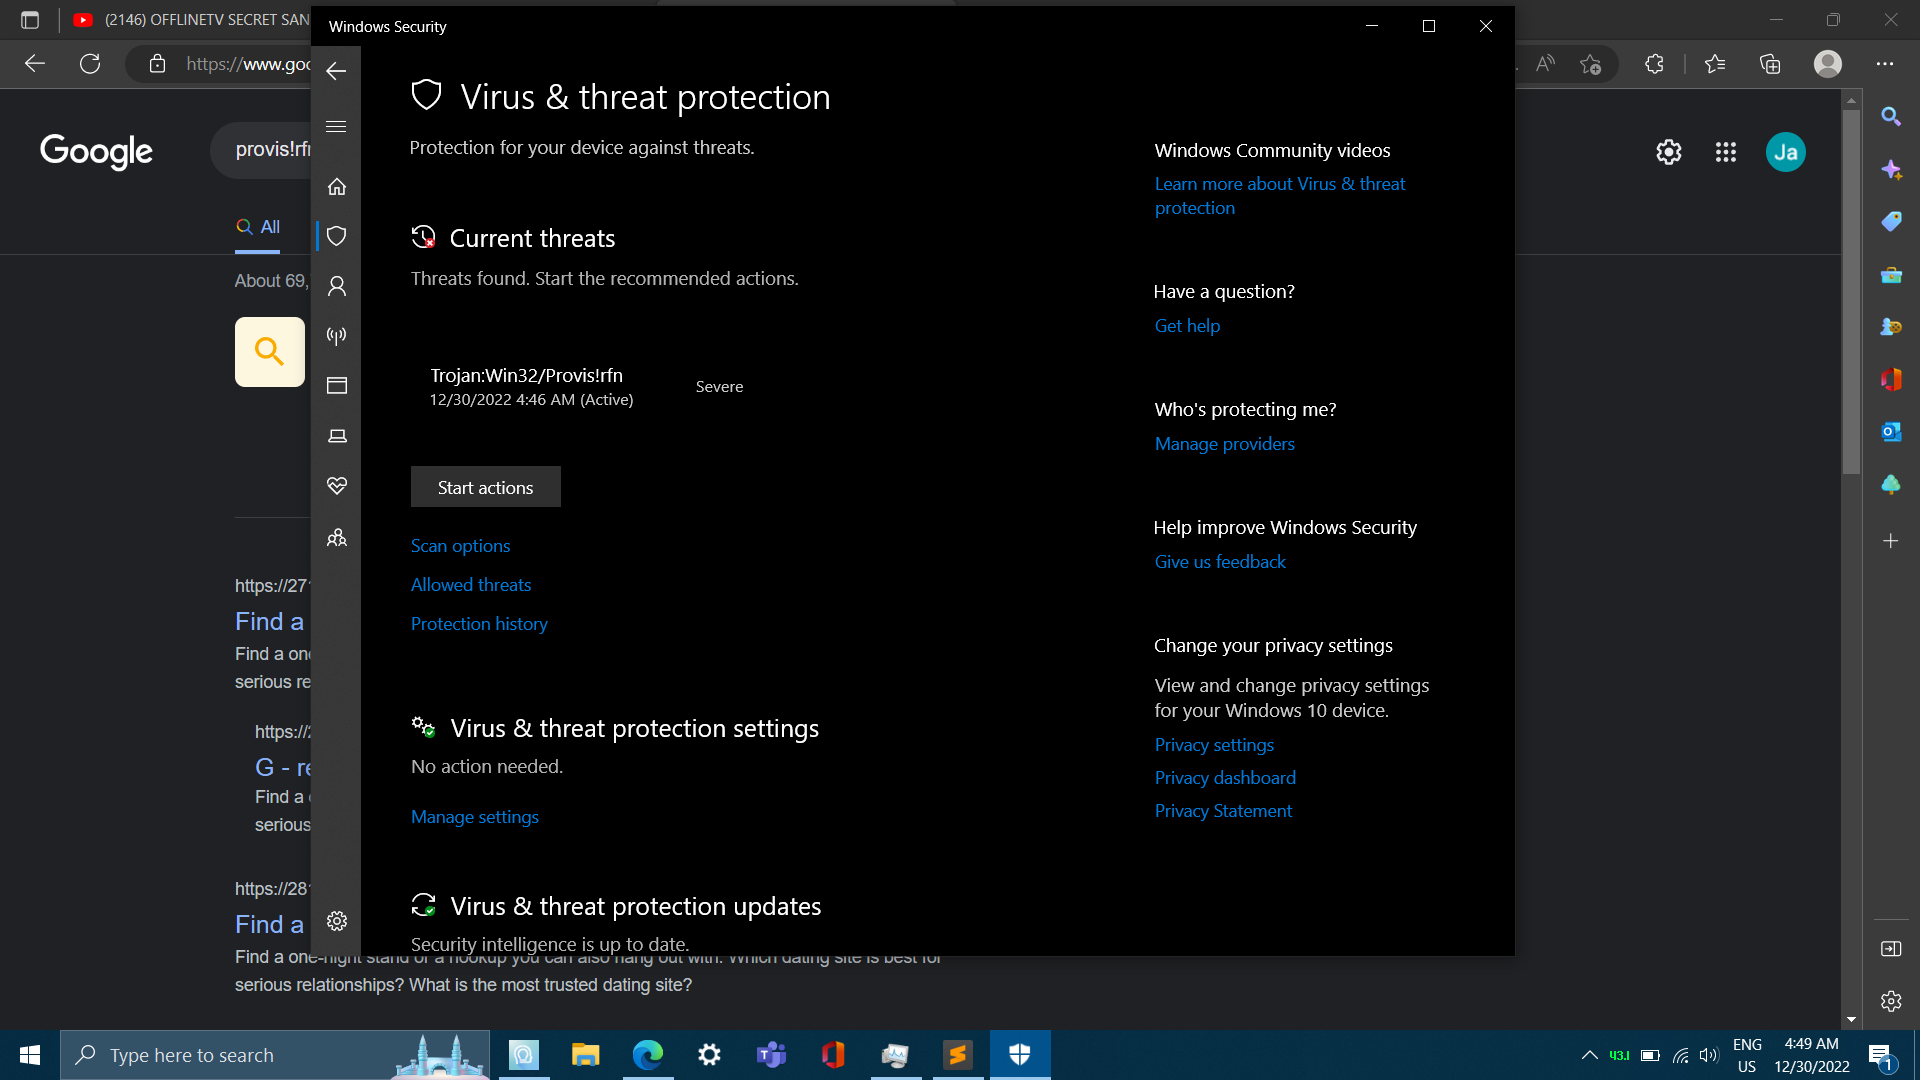 (2146) OFFLINETV SECRET SAN
Windows Security
https://www.goo
Google
provis!rfn
Ja
All
About 69,
Virus & threat protection
Protection for your device against threats.
Current threats
Threats found. Start the recommended actions.
Trojan:Win32/Provis!rfn
12/30/2022 4:46 AM (Active)
Severe
Start actions
Scan options
Allowed threats
Protection history
Virus & threat protection settings
No action needed.
Manage settings
Virus & threat protection updates
Security intelligence is up to date.
Windows Community videos
Learn more about Virus & threat
protection
Have a question?
Get help
Who's protecting me?
Manage providers
Help improve Windows Security
Give us feedback
Change your privacy settings
View and change privacy settings
for your Windows 10 device.
Privacy settings
Privacy dashboard
Privacy Statement
https://27
Find a
Find a on
serious re
https://
G - re
Find a
serious
https://28
Find a
Find a one-night stand or a hookup you can also hang out with. Which dating site is best for
serious relationships? What is the most trusted dating site?
Type here to search
ENG
US
4:49 AM
12/30/2022
1